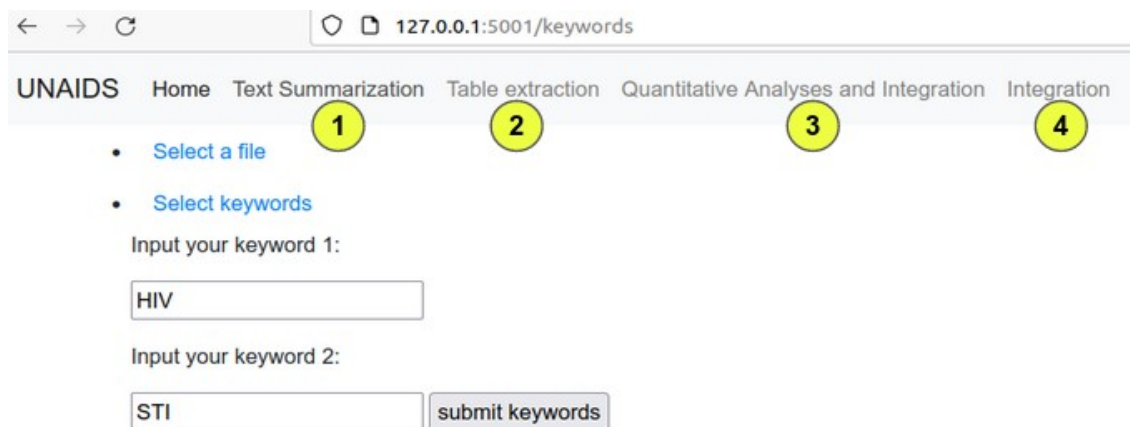 127.0.0.1:5001/keywords
UNAIDS Home Text Summarization Table extraction Quantitative Analyses and Integration Integration
1 2 3 4
• Select a file
• Select keywords
Input your keyword 1:
HIV
Input your keyword 2:
STI submit keywords